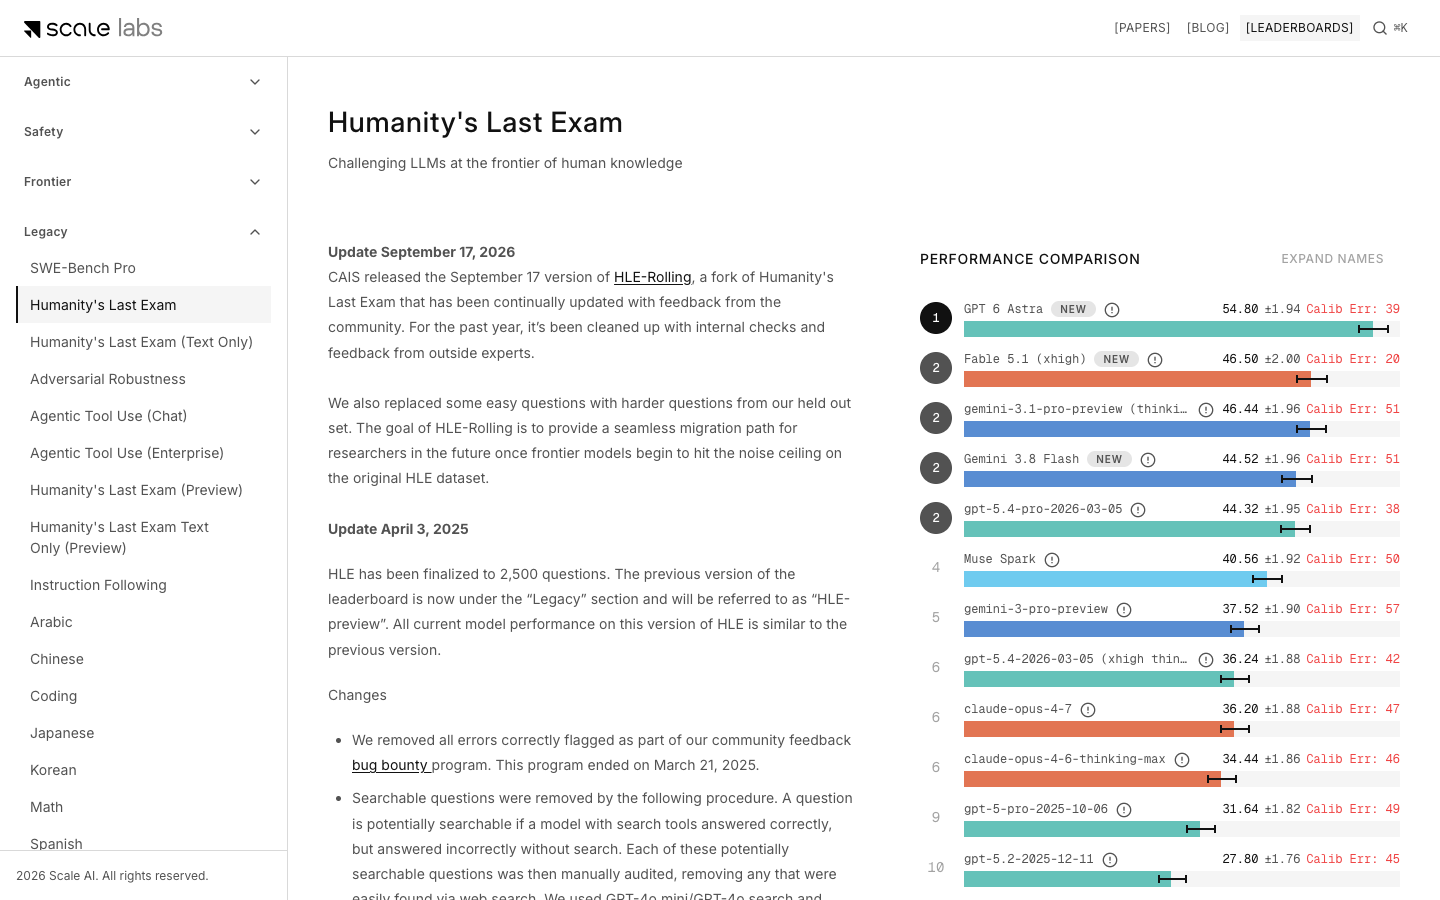 scale labs
[PAPERS] [BLOG] [LEADERBOARDS] ⌘K
Agentic
Safety
Frontier
Legacy
SWE-Bench Pro
Humanity's Last Exam
Humanity's Last Exam (Text Only)
Adversarial Robustness
Agentic Tool Use (Chat)
Agentic Tool Use (Enterprise)
Humanity's Last Exam (Preview)
Humanity's Last Exam Text
Only (Preview)
Instruction Following
Arabic
Chinese
Coding
Japanese
Korean
Math
Spanish
2026 Scale AI. All rights reserved.
Humanity's Last Exam
Challenging LLMs at the frontier of human knowledge
Update September 17, 2026
CAIS released the September 17 version of HLE-Rolling, a fork of Humanity's
Last Exam that has been continually updated with feedback from the
community. For the past year, it’s been cleaned up with internal checks and
feedback from outside experts.
We also replaced some easy questions with harder questions from our held out
set. The goal of HLE-Rolling is to provide a seamless migration path for
researchers in the future once frontier models begin to hit the noise ceiling on
the original HLE dataset.
Update April 3, 2025
HLE has been finalized to 2,500 questions. The previous version of the
leaderboard is now under the “Legacy” section and will be referred to as “HLE-
preview”. All current model performance on this version of HLE is similar to the
previous version.
Changes
• We removed all errors correctly flagged as part of our community feedback
bug bounty program. This program ended on March 21, 2025.
• Searchable questions were removed by the following procedure. A question
is potentially searchable if a model with search tools answered correctly,
but answered incorrectly without search. Each of these potentially
searchable questions was then manually audited, removing any that were
easily found via web search. We used GPT-4o mini/GPT-4o search and
PERFORMANCE COMPARISON EXPAND NAMES
1 GPT 6 Astra NEW 54.80 ±1.94 Calib Err: 39
2 Fable 5.1 (xhigh) NEW 46.50 ±2.00 Calib Err: 20
2 gemini-3.1-pro-preview (thinki… 46.44 ±1.96 Calib Err: 51
2 Gemini 3.8 Flash NEW 44.52 ±1.96 Calib Err: 51
2 gpt-5.4-pro-2026-03-05 44.32 ±1.95 Calib Err: 38
4 Muse Spark 40.56 ±1.92 Calib Err: 50
5 gemini-3-pro-preview 37.52 ±1.90 Calib Err: 57
6 gpt-5.4-2026-03-05 (xhigh thin… 36.24 ±1.88 Calib Err: 42
6 claude-opus-4-7 36.20 ±1.88 Calib Err: 47
6 claude-opus-4-6-thinking-max 34.44 ±1.86 Calib Err: 46
9 gpt-5-pro-2025-10-06 31.64 ±1.82 Calib Err: 49
10 gpt-5.2-2025-12-11 27.80 ±1.76 Calib Err: 45